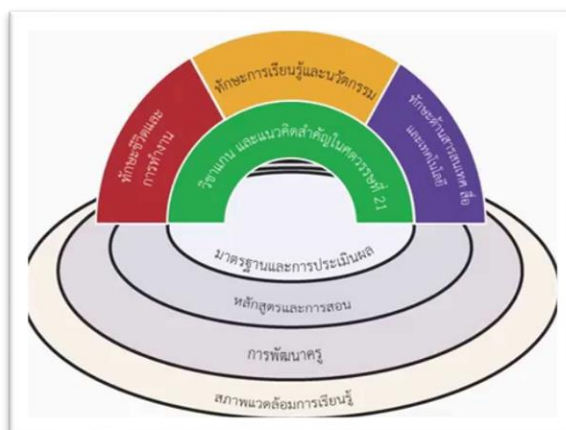 ทักษะการเรียนรู้และนวัตกรรม
ทักษะชีวิตและ
การทำงาน
ทักษะด้านสารสนเทศ สื่อ
และเทคโนโลยี
วิชาแกน และแนวคิดสำคัญในศตวรรษที่ 21
มาตรฐานและการประเมินผล
หลักสูตรและการสอน
การพัฒนาครู
สภาพแวดล้อมการเรียนรู้